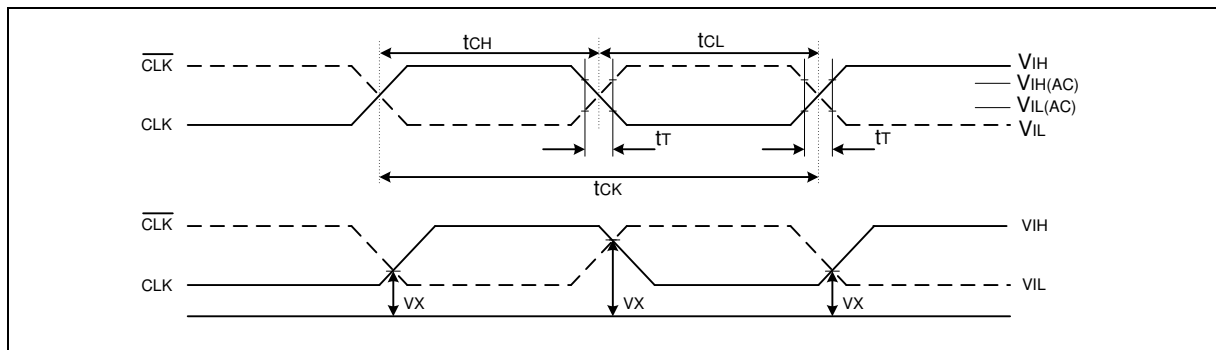 tCH tCL
CLK VIH
VIH(AC)
VIL(AC)
CLK VIL
tT tT
tCK
CLK VIH
CLK VIL
VX VX VX